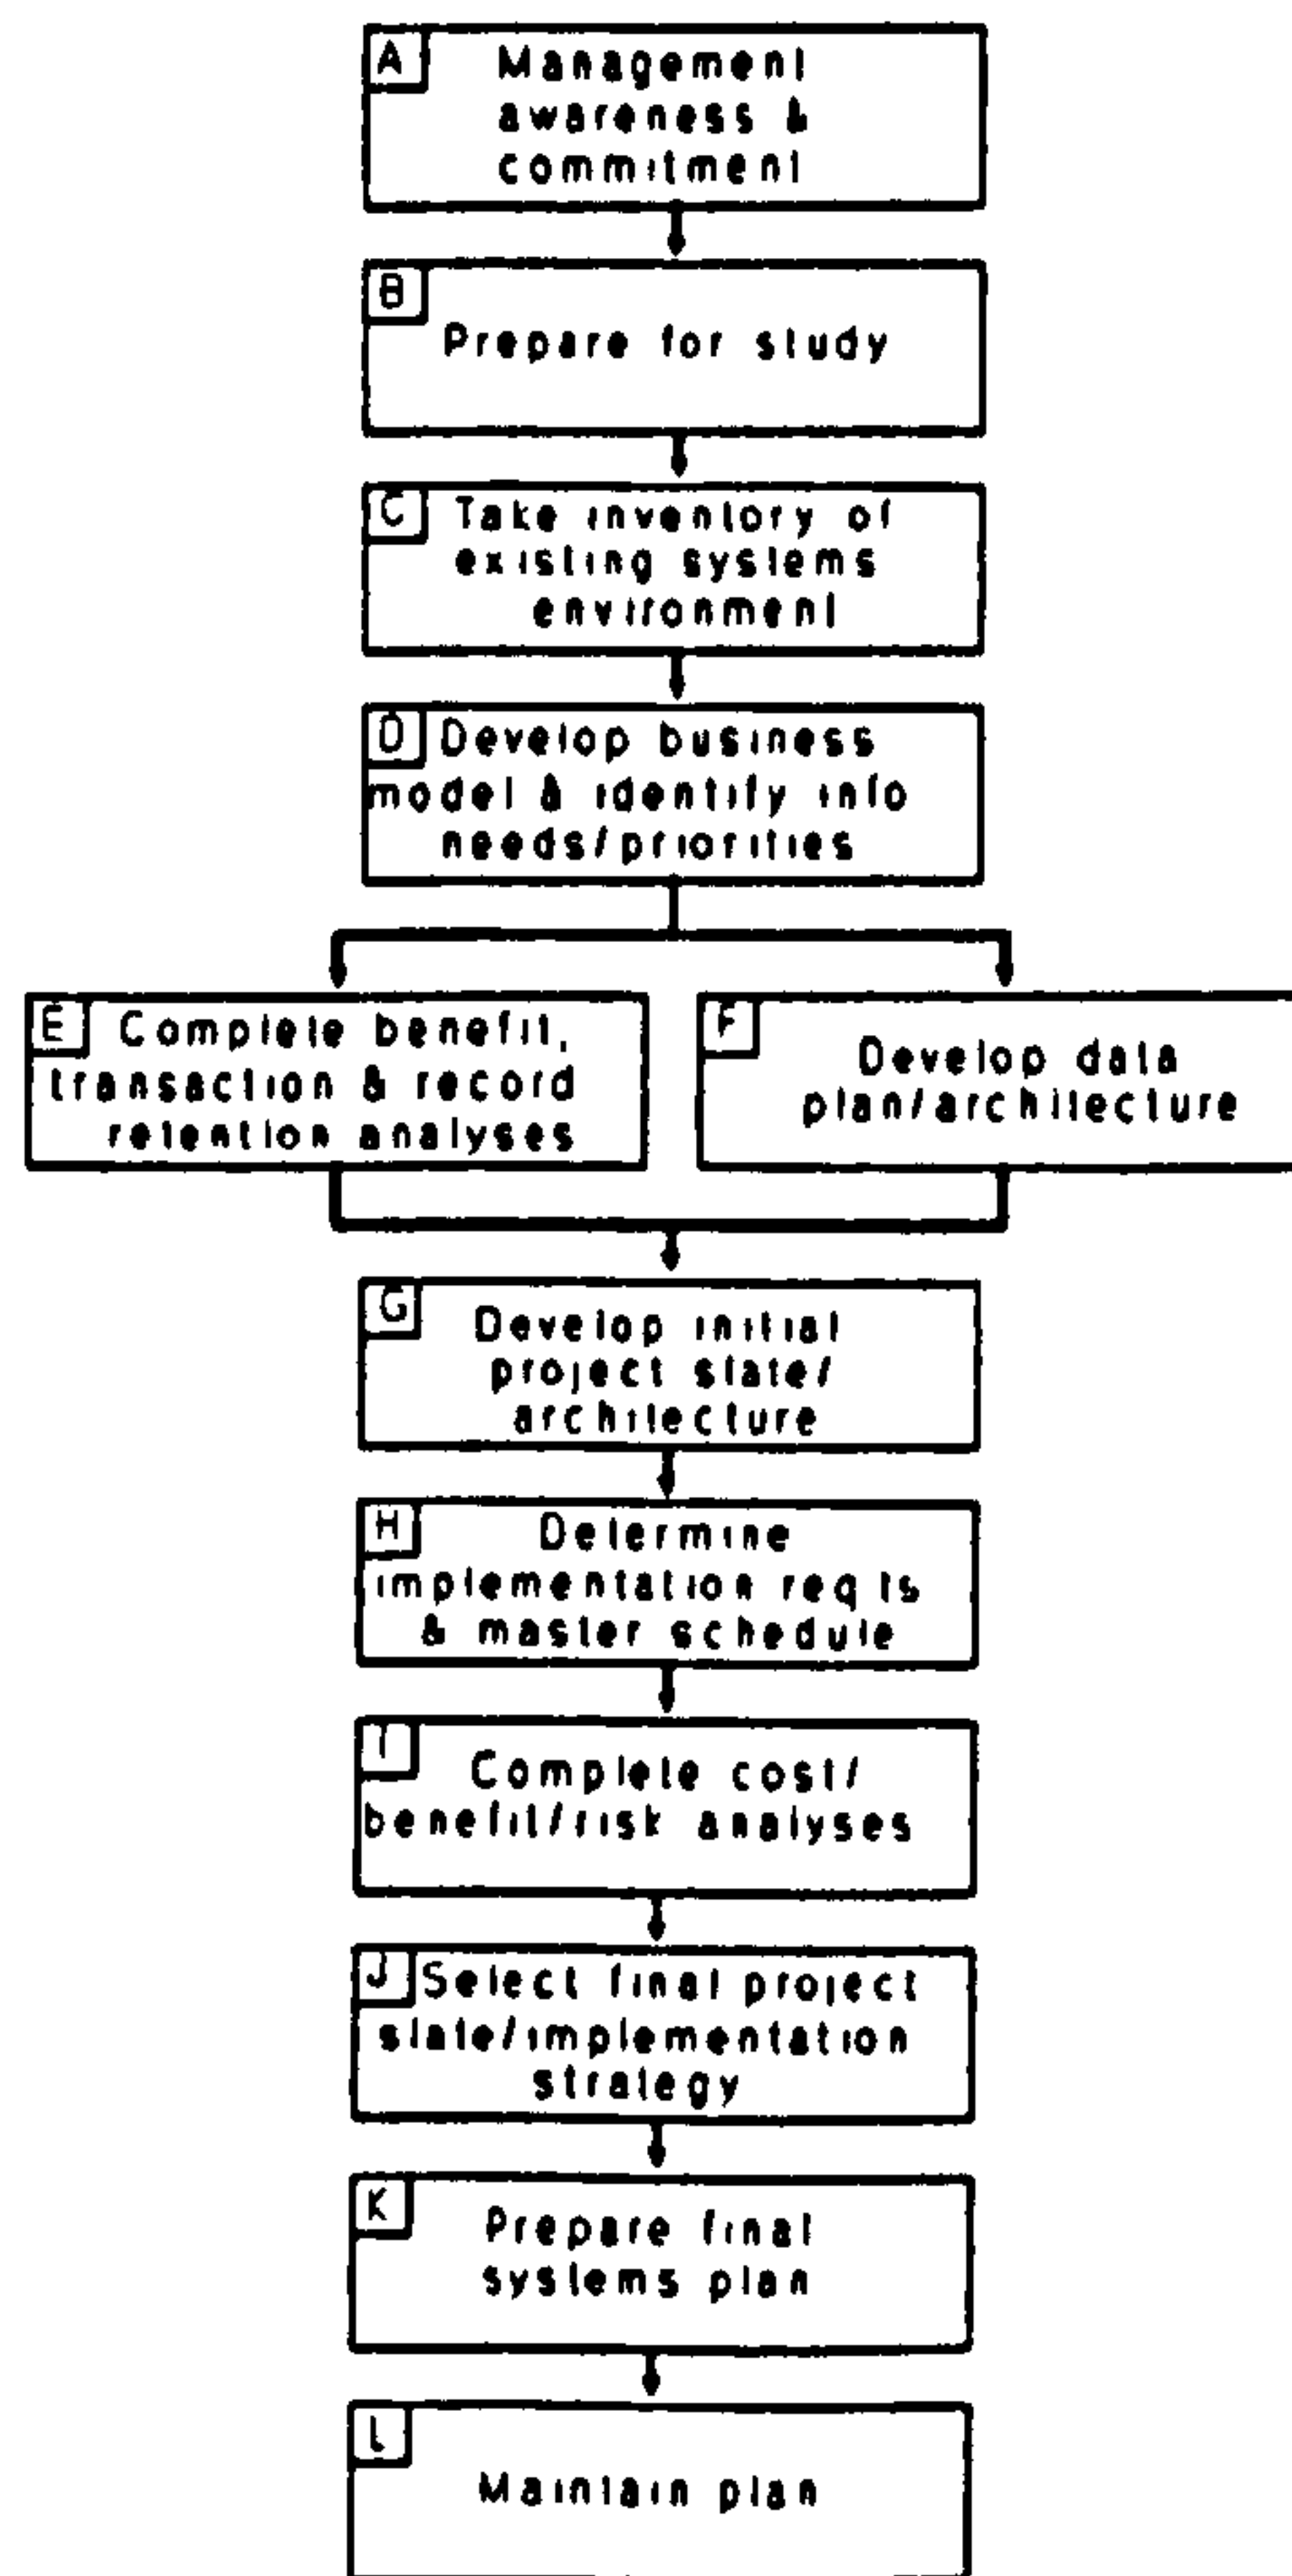 A
Management
awareness &
commitment
B
Prepare for study
C
Take inventory of
existing systems
environment
D
Develop business
model & identify info
needs/priorities
E
Complete benefit,
transaction & record
retention analyses
F
Develop data
plan/architecture
G
Develop initial
project slate/
architecture
H
Determine
implementation reqts
& master schedule
I
Complete cost/
benefit/risk analyses
J
Select final project
slate/implementation
strategy
K
Prepare final
systems plan
L
Maintain plan